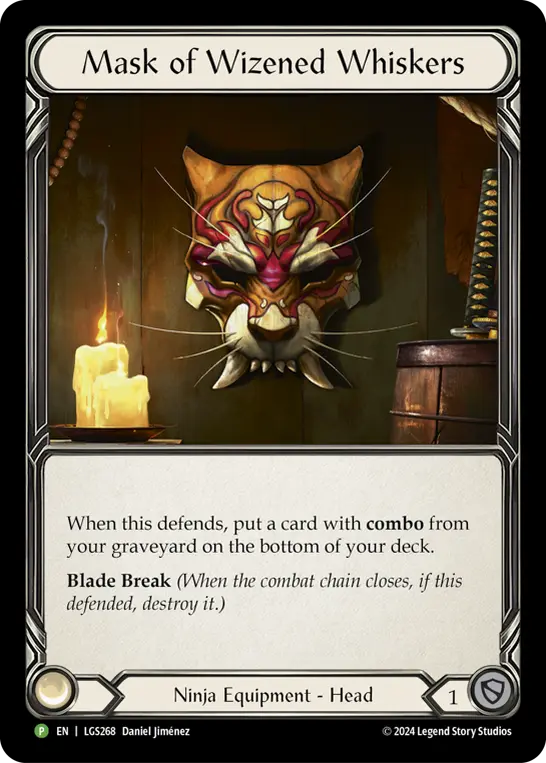 Mask of Wizened Whiskers
When this defends, put a card with combo from
your graveyard on the bottom of your deck.
Blade Break (When the combat chain closes, if this
defended, destroy it.)
Ninja Equipment - Head
1
P EN | LGS268 Daniel Jiménez
© 2024 Legend Story Studios